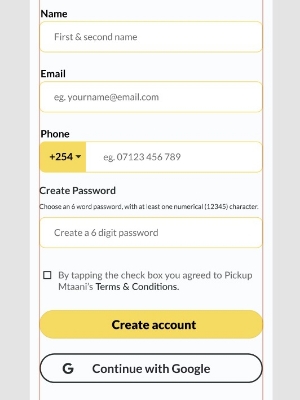 Name
First & second name
Email
eg. yourname@email.com
Phone
+254
eg. 07123 456 789
Create Password
Choose an 6 word password, with at least one numerical (12345) character.
Create a 6 digit password
By tapping the check box you agreed to Pickup
Mtaani's Terms & Conditions.
Create account
G Continue with Google